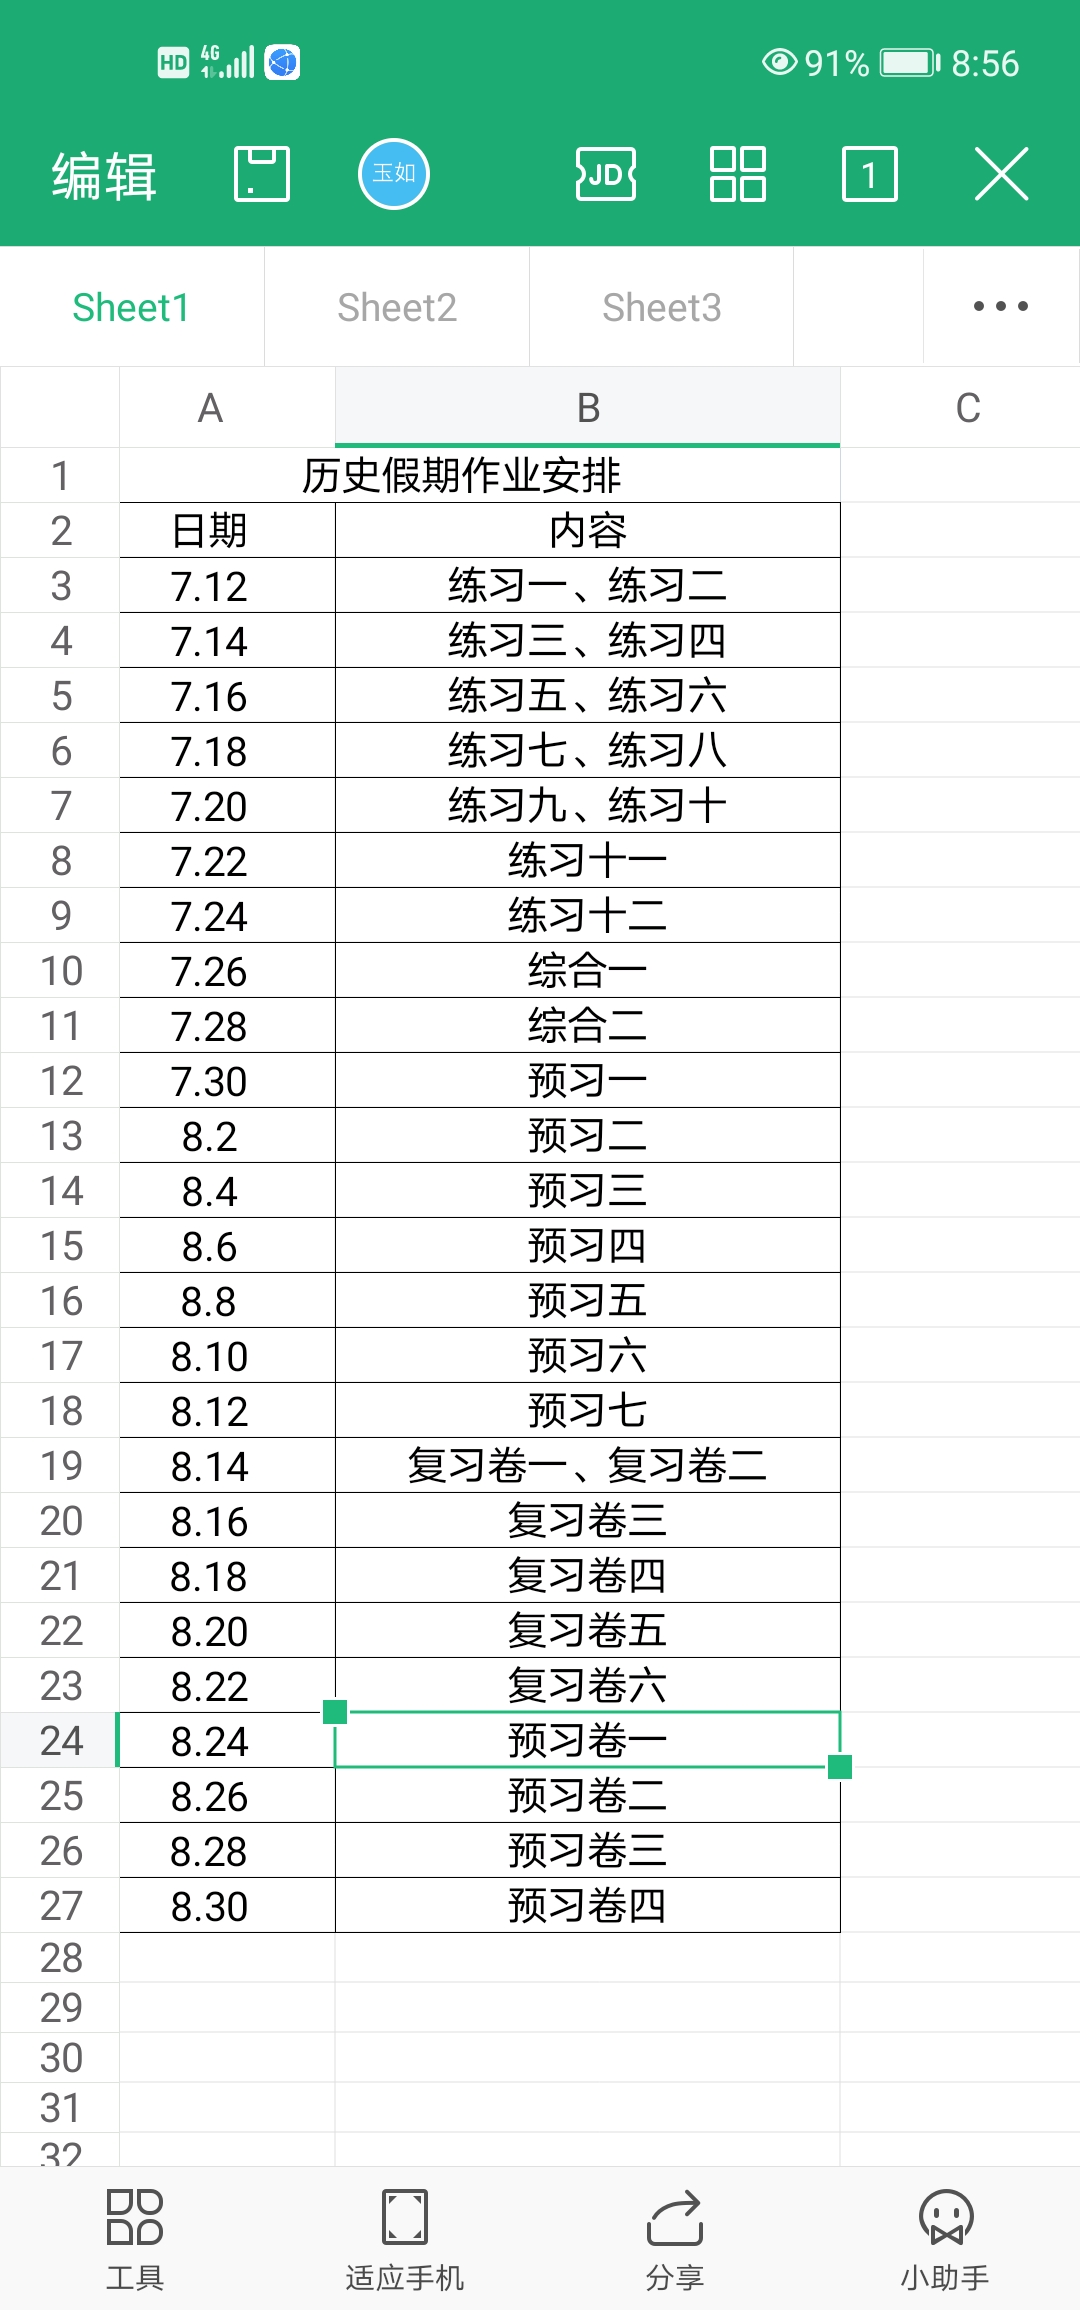 HD 4G 91% 8:56
编辑 玉如 JD 1
Sheet1 Sheet2 Sheet3
A B C
1 历史假期作业安排
2 日期 内容
3 7.12 练习一、练习二
4 7.14 练习三、练习四
5 7.16 练习五、练习六
6 7.18 练习七、练习八
7 7.20 练习九、练习十
8 7.22 练习十一
9 7.24 练习十二
10 7.26 综合一
11 7.28 综合二
12 7.30 预习一
13 8.2 预习二
14 8.4 预习三
15 8.6 预习四
16 8.8 预习五
17 8.10 预习六
18 8.12 预习七
19 8.14 复习卷一、复习卷二
20 8.16 复习卷三
21 8.18 复习卷四
22 8.20 复习卷五
23 8.22 复习卷六
24 8.24 预习卷一
25 8.26 预习卷二
26 8.28 预习卷三
27 8.30 预习卷四
28
29
30
31
32
工具 适应手机 分享 小助手